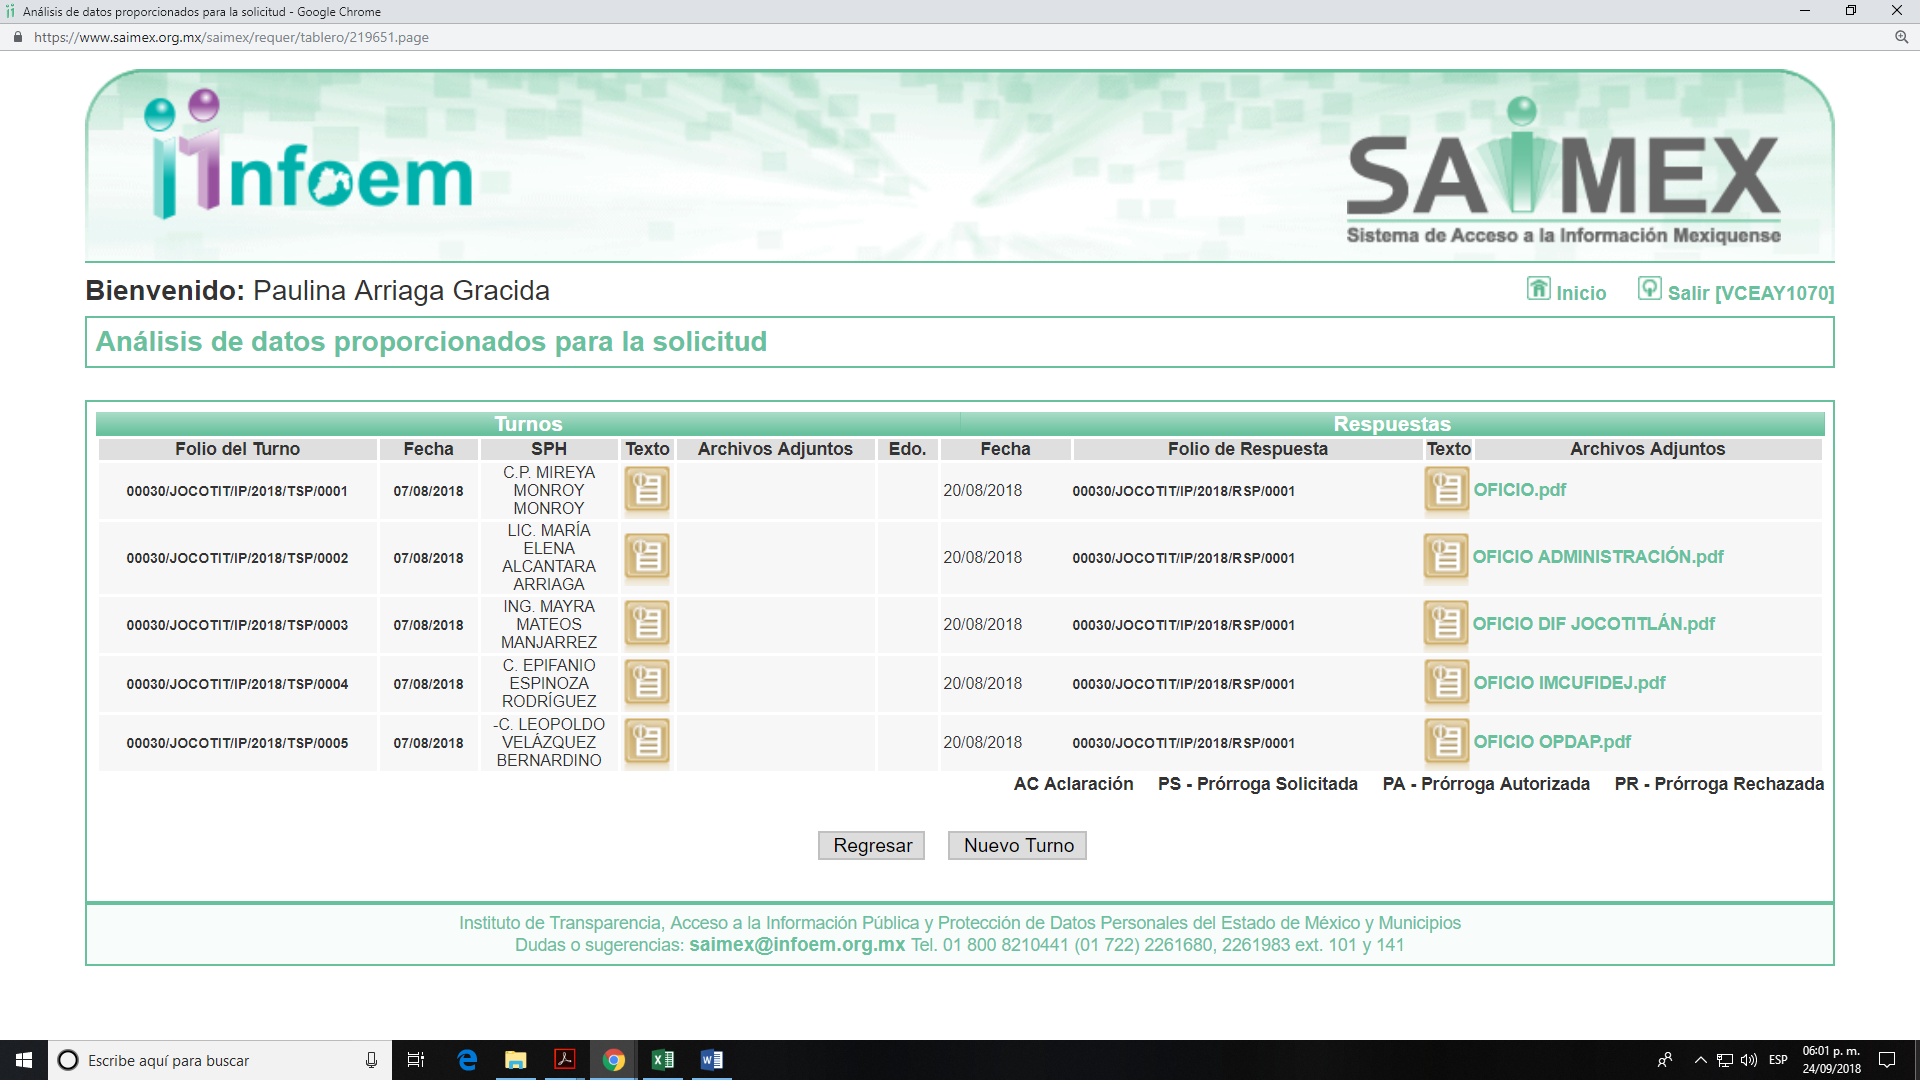 Análisis de datos proporcionados para la solicitud - Google Chrome
https://www.saimex.org.mx/saimex/requer/tablero/219651.page
infoem
SAIMEX
Sistema de Acceso a la Información Mexiquense
Bienvenido: Paulina Arriaga Gracida
Inicio Salir [VCEAY1070]
Análisis de datos proporcionados para la solicitud
Turnos Respuestas
Folio del Turno Fecha SPH Texto Archivos Adjuntos Edo. Fecha Folio de Respuesta Texto Archivos Adjuntos
00030/JOCOTIT/IP/2018/TSP/0001 07/08/2018 C.P. MIREYA
MONROY
MONROY
20/08/2018 00030/JOCOTIT/IP/2018/RSP/0001 OFICIO.pdf
00030/JOCOTIT/IP/2018/TSP/0002 07/08/2018 LIC. MARÍA
ELENA
ALCANTARA
ARRIAGA
20/08/2018 00030/JOCOTIT/IP/2018/RSP/0001 OFICIO ADMINISTRACIÓN.pdf
00030/JOCOTIT/IP/2018/TSP/0003 07/08/2018 ING. MAYRA
MATEOS
MANJARREZ
20/08/2018 00030/JOCOTIT/IP/2018/RSP/0001 OFICIO DIF JOCOTITLÁN.pdf
00030/JOCOTIT/IP/2018/TSP/0004 07/08/2018 C. EPIFANIO
ESPINOZA
RODRÍGUEZ
20/08/2018 00030/JOCOTIT/IP/2018/RSP/0001 OFICIO IMCUFIDEJ.pdf
00030/JOCOTIT/IP/2018/TSP/0005 07/08/2018 -C. LEOPOLDO
VELÁZQUEZ
BERNARDINO
20/08/2018 00030/JOCOTIT/IP/2018/RSP/0001 OFICIO OPDAP.pdf
AC Aclaración PS - Prórroga Solicitada PA - Prórroga Autorizada PR - Prórroga Rechazada
Regresar Nuevo Turno
Instituto de Transparencia, Acceso a la Información Pública y Protección de Datos Personales del Estado de México y Municipios
Dudas o sugerencias: saimex@infoem.org.mx Tel. 01 800 8210441 (01 722) 2261680, 2261983 ext. 101 y 141
Escribe aquí para buscar
ESP
06:01 p. m.
24/09/2018